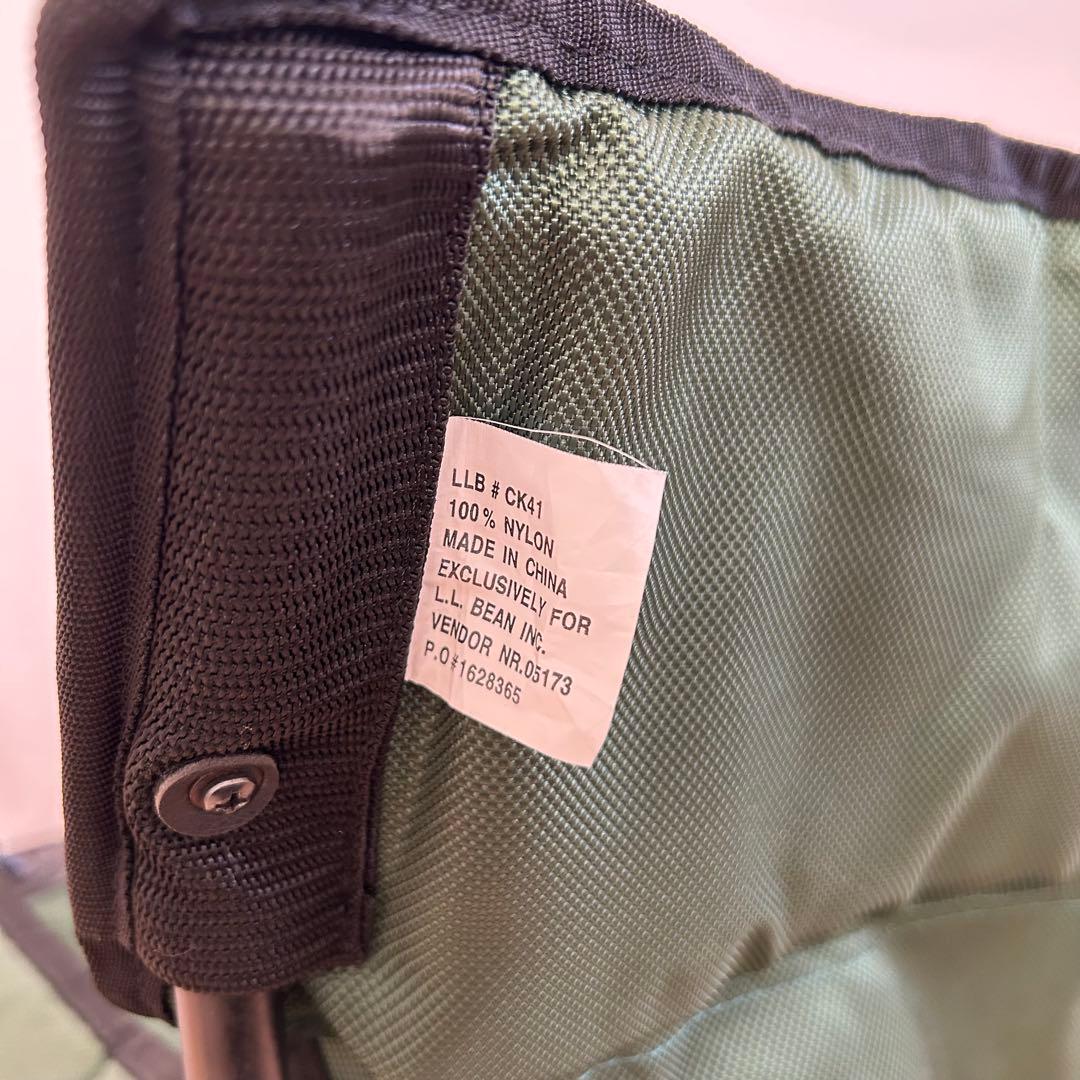 LLB # CK41
100% NYLON
MADE IN CHINA
EXCLUSIVELY FOR
L.L. BEAN INC.
VENDOR NR.05173
P.O#1628365